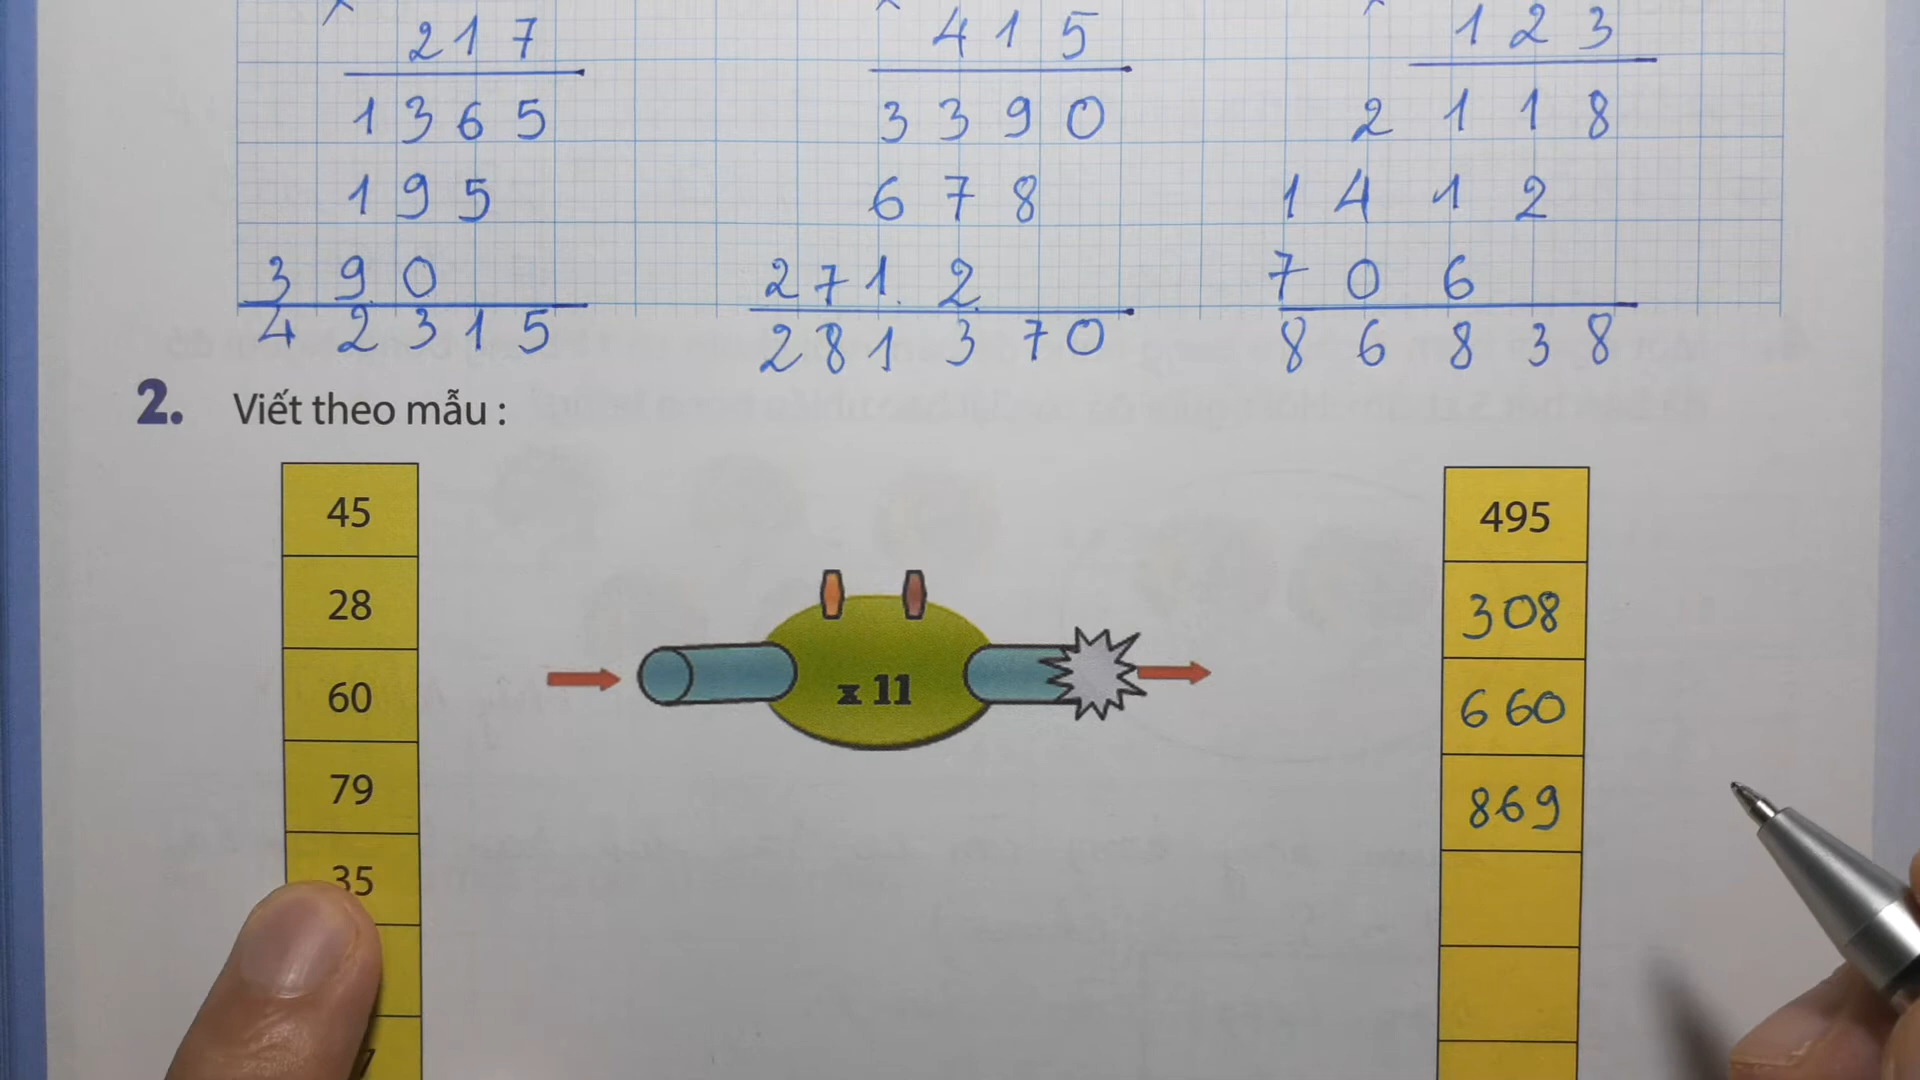 217 415 123
1365 3390 2118
195 678 1412
390 2712 706
42315 281370 86838
2. Viết theo mẫu :
45 495
28 308
60 x 11 660
79 869
35
7